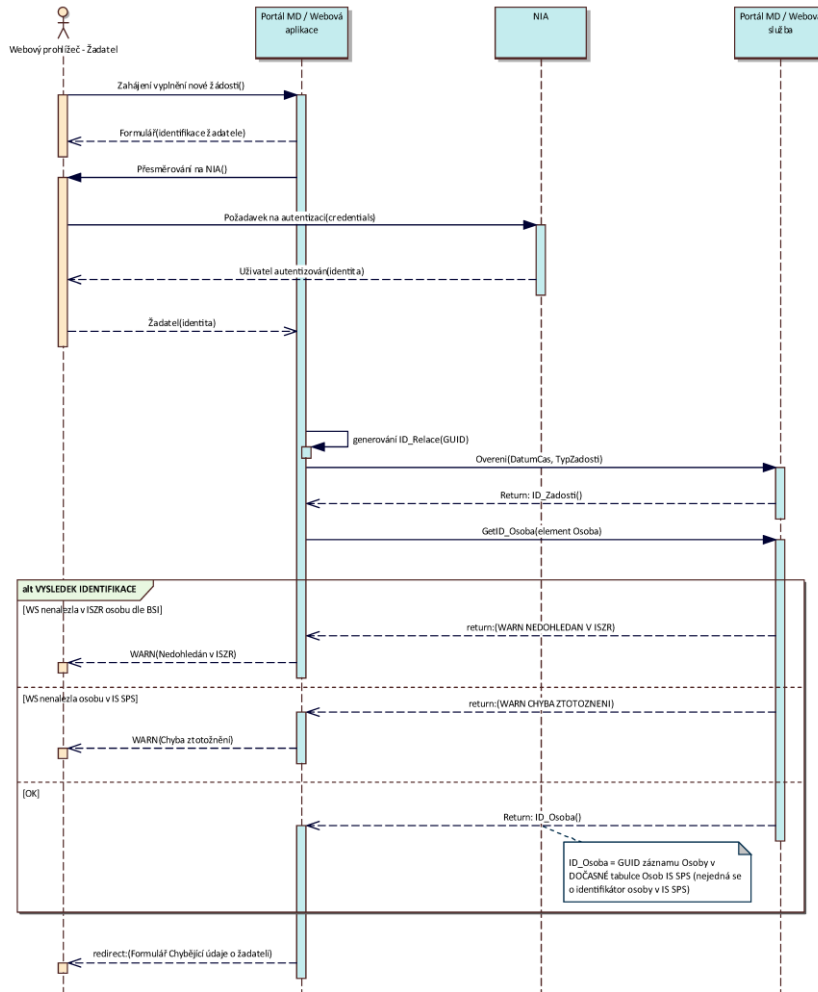 Webový prohlížeč - Žadatel
Portál MD / Webová
aplikace
NIA
Portál MD / Webová
služba
Zahájení vyplnění nové žádosti()
Formulář(identifikace žadatele)
Přesměrování na NIA()
Požadavek na autentizaci(credentials)
Uživatel autentizován(identita)
Žadatel(identita)
generování ID_Relace(GUID)
Overeni(DatumCas, TypZadosti)
Return: ID_Zadosti()
GetID_Osoba(element Osoba)
alt VYSLEDEK IDENTIFIKACE
[WS nenalezla v ISZR osobu dle BSI]
return:(WARN NEDOHLEDAN V ISZR)
WARN(Nedohledán v ISZR)
[WS nenalezla osobu v IS SPS]
return:(WARN CHYBA ZTOTOZNENI)
WARN(Chyba ztotožnění)
[OK]
Return: ID_Osoba()
ID_Osoba = GUID záznamu Osoby v
DOČASNÉ tabulce Osob IS SPS (nejedná se
o identifikátor osoby v IS SPS)
redirect:(Formulář Chybějící údaje o žadateli)